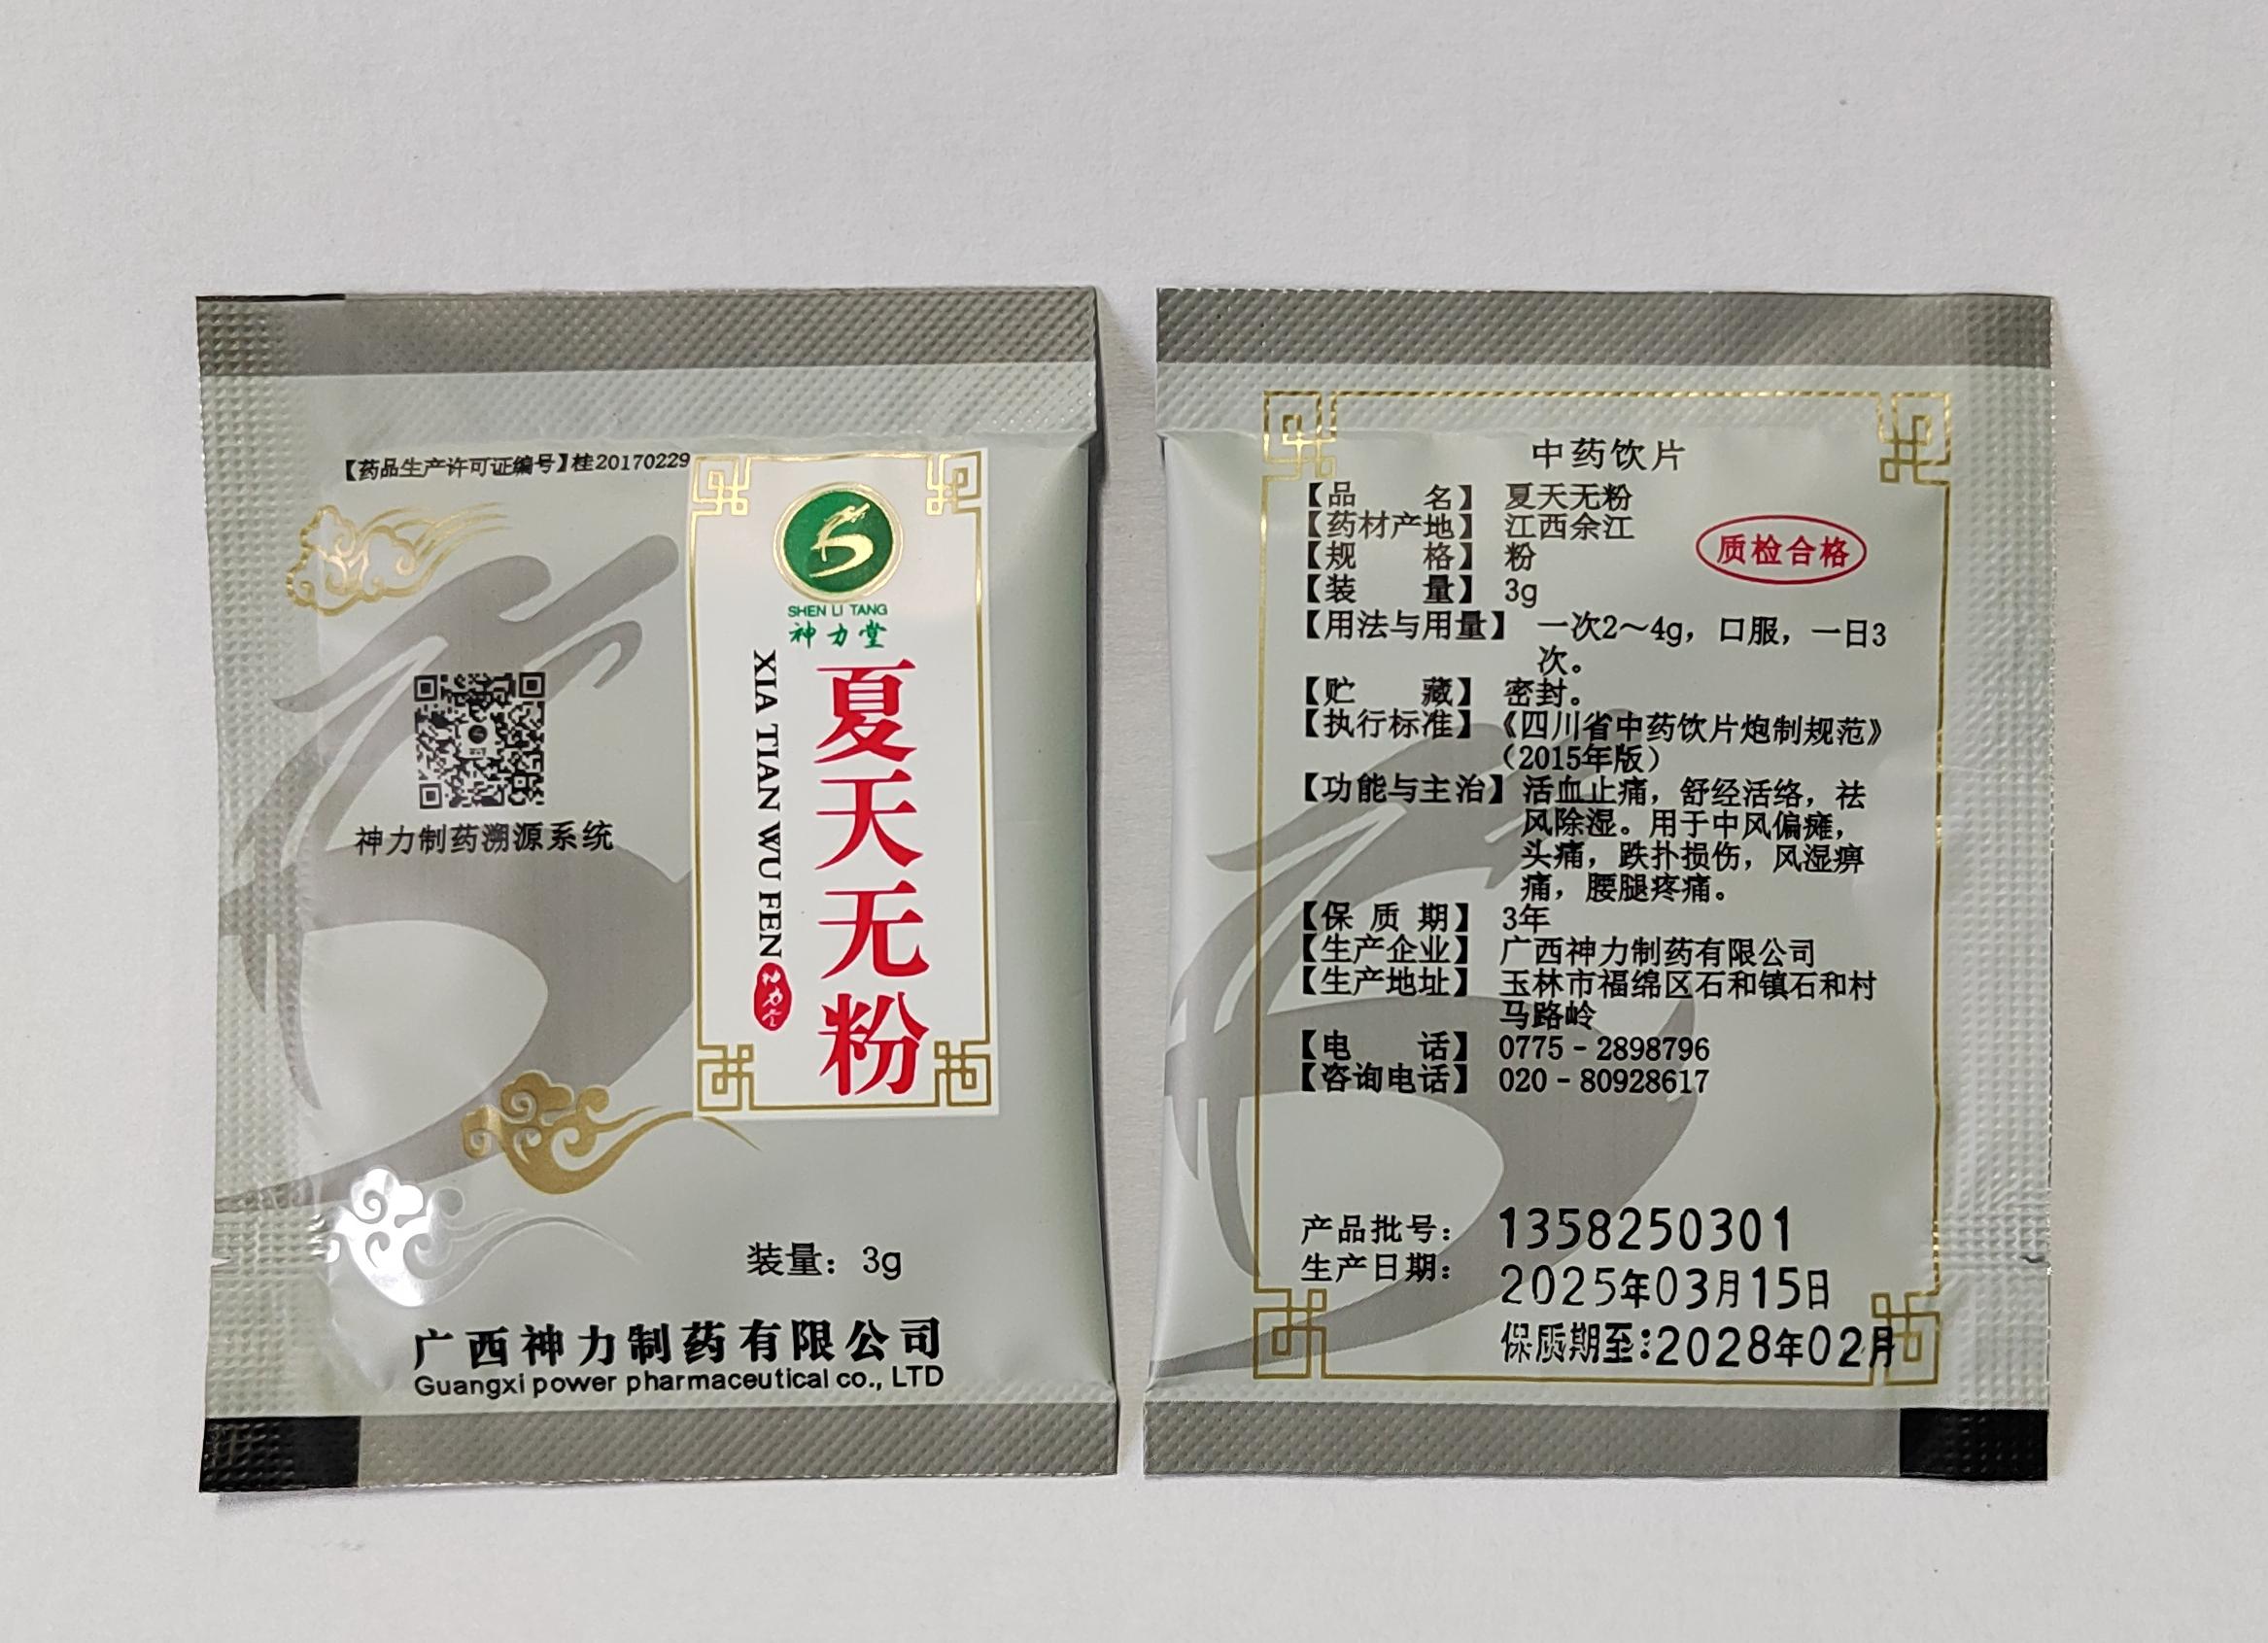 【药品生产许可证编号】桂20170229
SHEN LI TANG
神力堂
夏天无粉
XIA TIAN WU FEN
神力堂
神力制药溯源系统
装量：3g
广西神力制药有限公司
Guangxi power pharmaceutical co., LTD
中药饮片
【品名】 夏天无粉
【药材产地】 江西余江
【规格】 粉
【装量】 3g
质检合格
【用法与用量】 一次2～4g，口服，一日3
次。
【贮藏】 密封。
【执行标准】 《四川省中药饮片炮制规范》
（2015年版）
【功能与主治】 活血止痛，舒经活络，祛
风除湿。用于中风偏瘫，
头痛，跌扑损伤，风湿痹
痛，腰腿疼痛。
【保质期】 3年
【生产企业】 广西神力制药有限公司
【生产地址】 玉林市福绵区石和镇石和村
马路岭
【电话】 0775－2898796
【咨询电话】 020－80928617
产品批号： 1358250301
生产日期： 2025年03月15日
保质期至：2028年02月